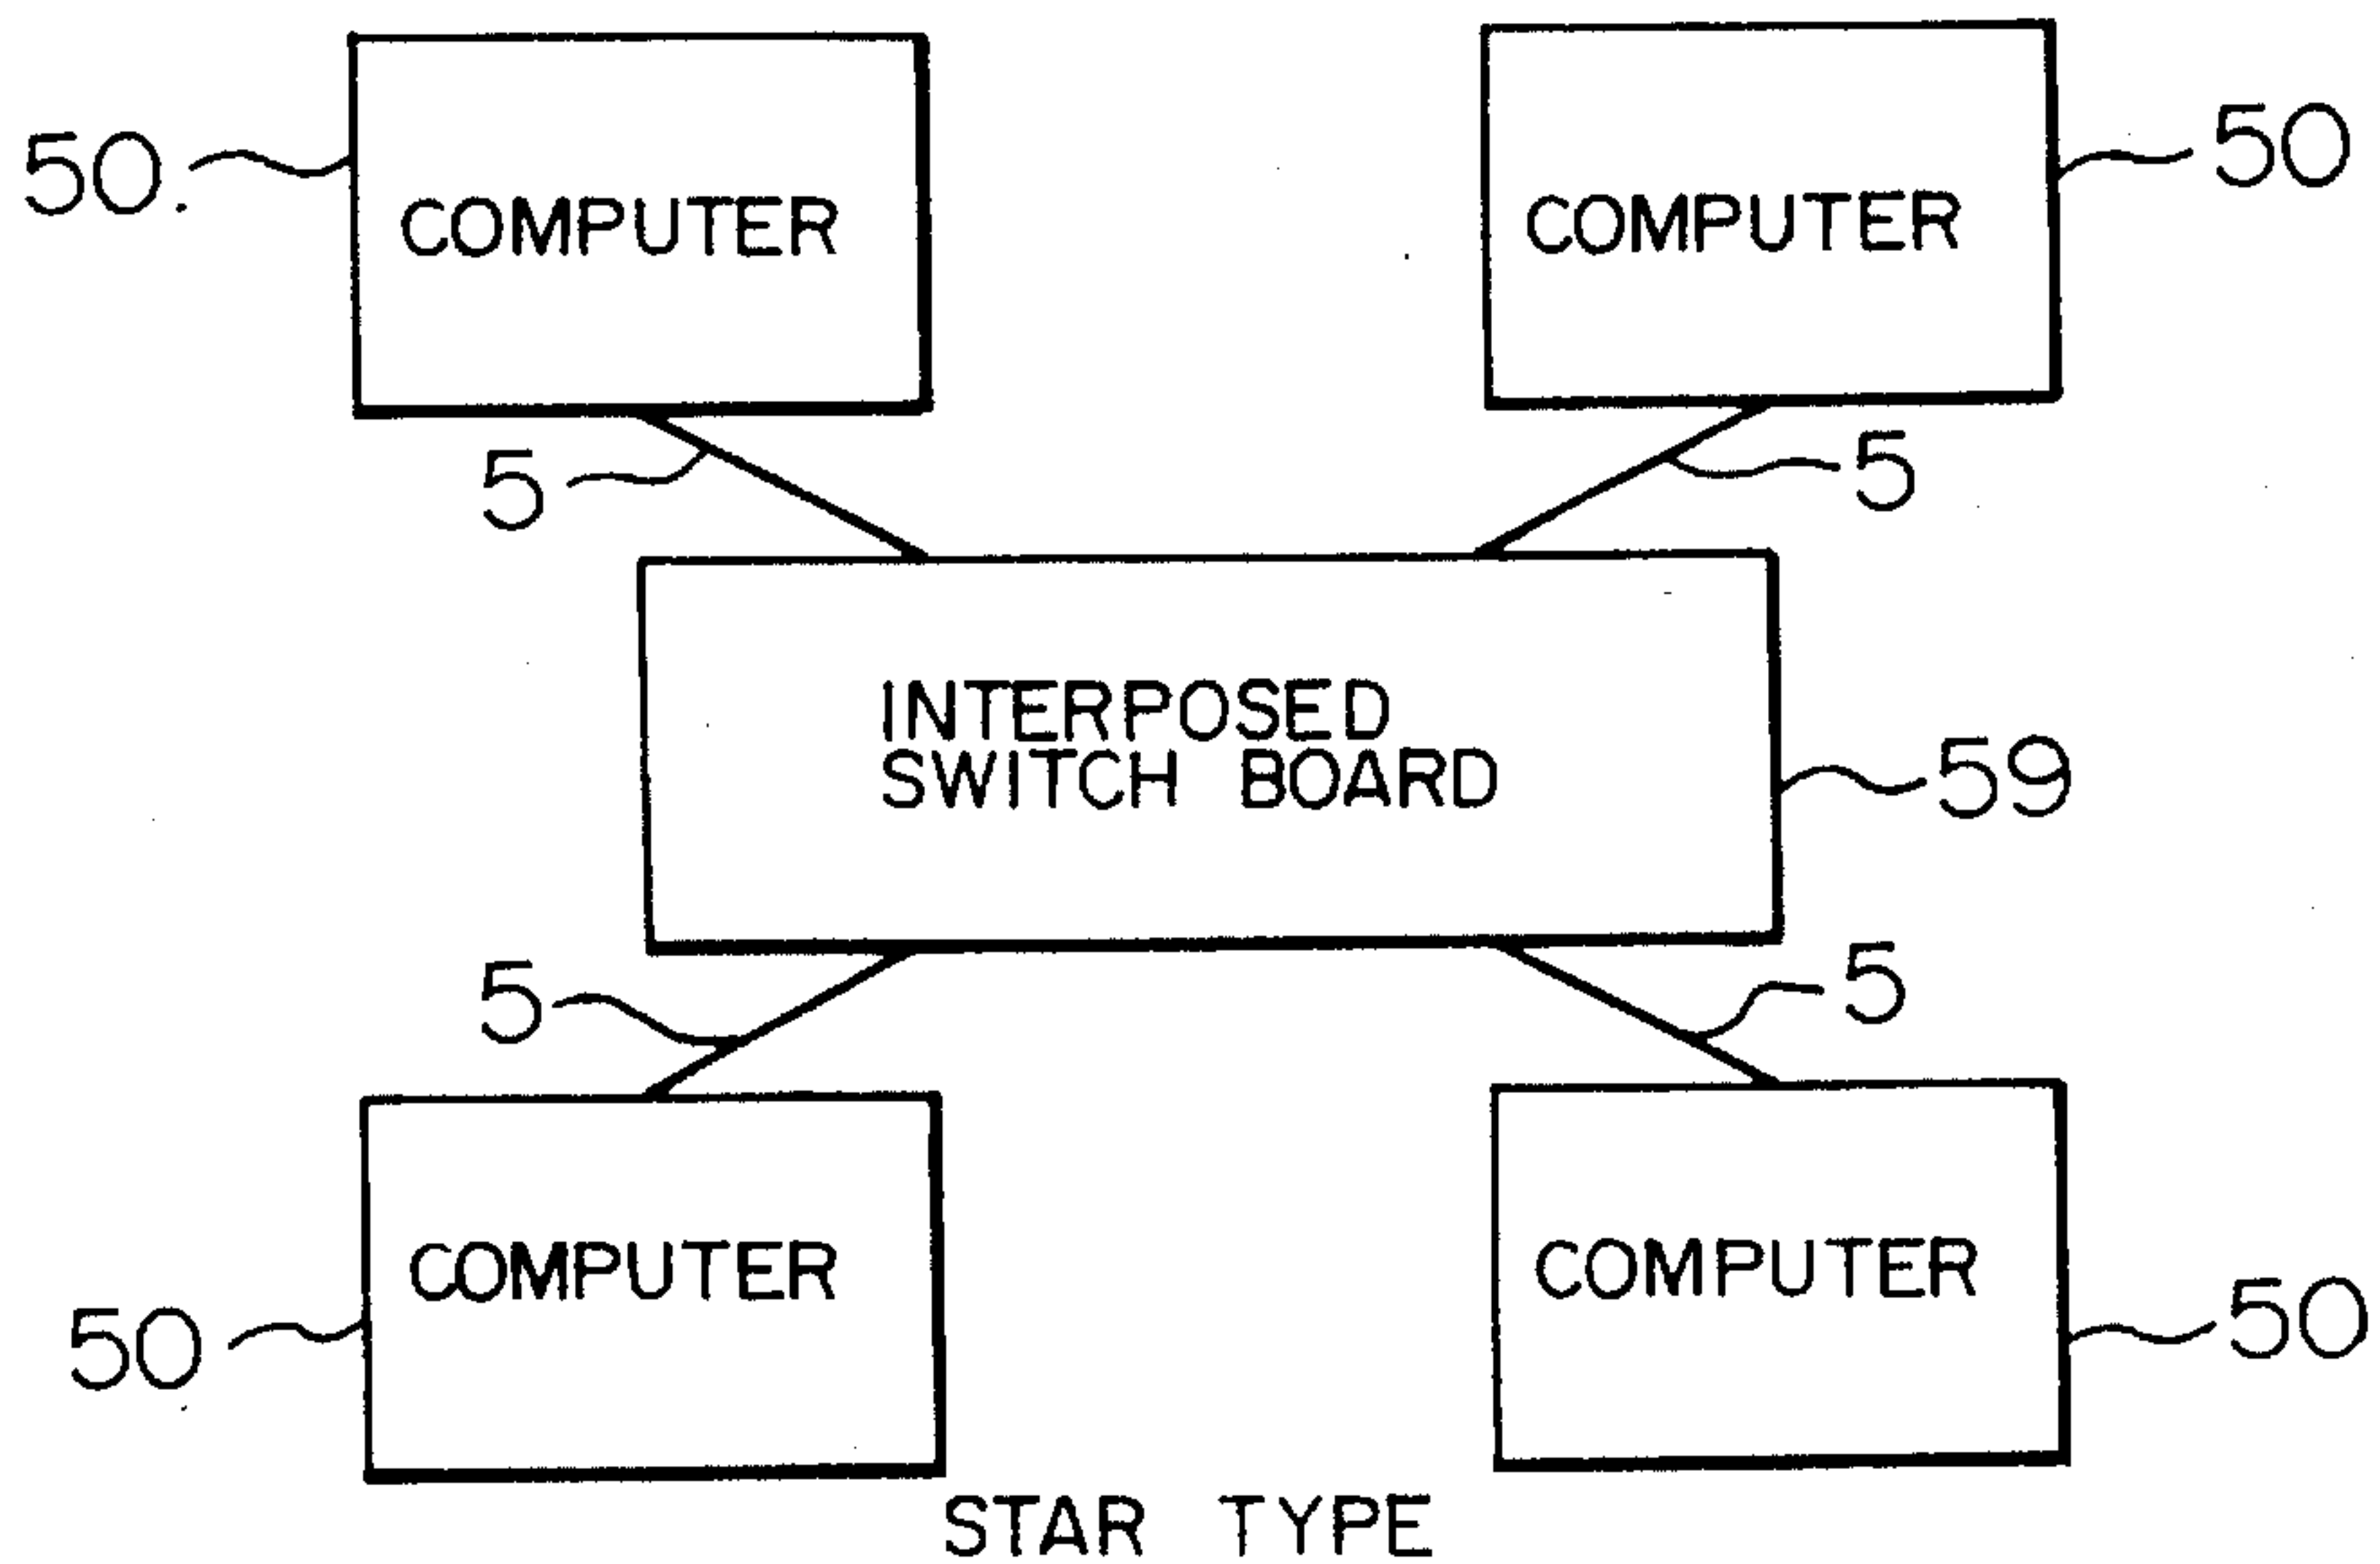 50. COMPUTER
COMPUTER 50
5
5
INTERPOSED
SWITCH BOARD
59
5
5
COMPUTER
COMPUTER
50
50
STAR TYPE